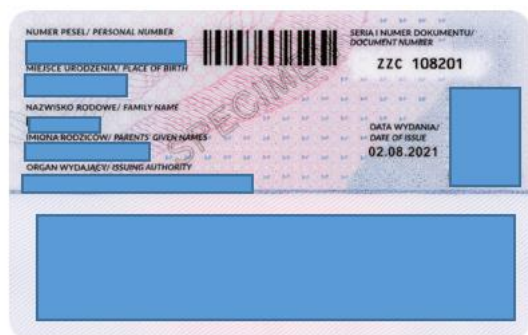 NUMER PESEL/ PERSONAL NUMBER
MIEJSCE URODZENIA/ PLACE OF BIRTH
NAZWISKO RODOWE/ FAMILY NAME
IMIONA RODZICÓW/ PARENTS' GIVEN NAMES
ORGAN WYDAJĄCY/ ISSUING AUTHORITY
SPECIMEN
SERIA I NUMER DOKUMENTU/
DOCUMENT NUMBER
ZZC 108201
DATA WYDANIA/
DATE OF ISSUE
02.08.2021